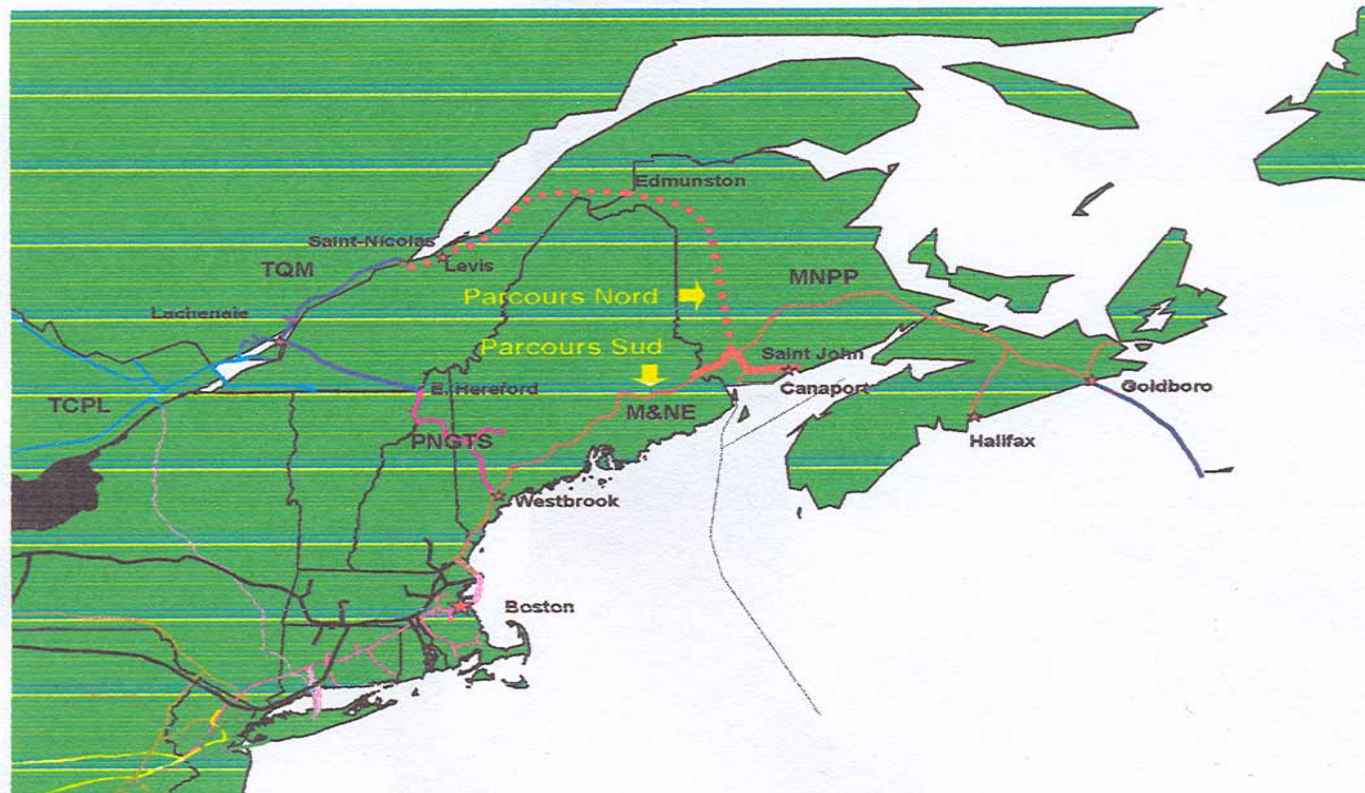 Edmunston
Saint-Nicolas
TQM
Levis
MNPP
Parcours Nord
Lachenaie
Parcours Sud
Saint John
E. Hereford
Canaport
Goldboro
TCPL
M&NE
PNGTS
Halifax
Westbrook
Boston